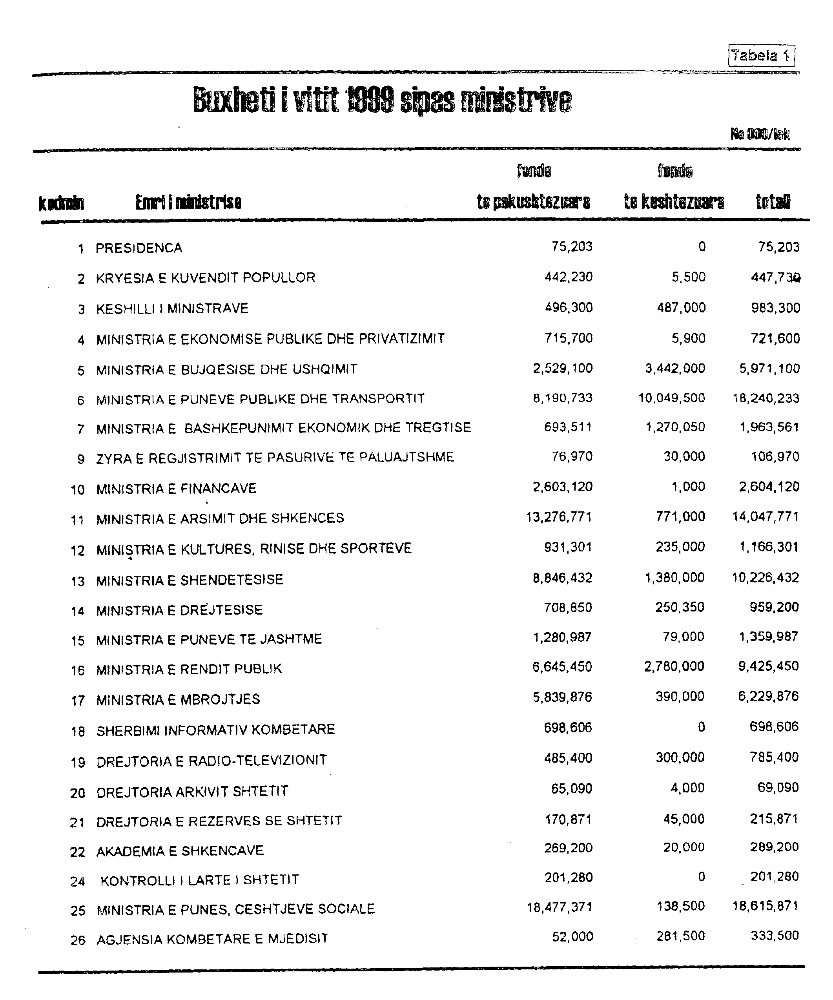 Tabela 1
Buxheti i vitit 1999 sipas ministrive
Ne 000/lek
fonde fonde
kodmin Emri i ministrise te pakushtezuara te kushtezuara totali
1 PRESIDENCA 75,203 0 75,203
2 KRYESIA E KUVENDIT POPULLOR 442,230 5,500 447,730
3 KESHILLI I MINISTRAVE 496,300 487,000 983,300
4 MINISTRIA E EKONOMISE PUBLIKE DHE PRIVATIZIMIT 715,700 5,900 721,600
5 MINISTRIA E BUJQESISE DHE USHQIMIT 2,529,100 3,442,000 5,971,100
6 MINISTRIA E PUNEVE PUBLIKE DHE TRANSPORTIT 8,190,733 10,049,500 18,240,233
7 MINISTRIA E BASHKEPUNIMIT EKONOMIK DHE TREGTISE 693,511 1,270,050 1,963,561
9 ZYRA E REGJISTRIMIT TE PASURIVE TE PALUAJTSHME 76,970 30,000 106,970
10 MINISTRIA E FINANCAVE 2,603,120 1,000 2,604,120
11 MINISTRIA E ARSIMIT DHE SHKENCES 13,276,771 771,000 14,047,771
12 MINISTRIA E KULTURES, RINISE DHE SPORTEVE 931,301 235,000 1,166,301
13 MINISTRIA E SHENDETESISE 8,846,432 1,380,000 10,226,432
14 MINISTRIA E DREJTESISE 708,850 250,350 959,200
15 MINISTRIA E PUNEVE TE JASHTME 1,280,987 79,000 1,359,987
16 MINISTRIA E RENDIT PUBLIK 6,645,450 2,780,000 9,425,450
17 MINISTRIA E MBROJTJES 5,839,876 390,000 6,229,876
18 SHERBIMI INFORMATIV KOMBETARE 698,606 0 698,606
19 DREJTORIA E RADIO-TELEVIZIONIT 485,400 300,000 785,400
20 DREJTORIA ARKIVIT SHTETIT 65,090 4,000 69,090
21 DREJTORIA E REZERVES SE SHTETIT 170,871 45,000 215,871
22 AKADEMIA E SHKENCAVE 269,200 20,000 289,200
24 KONTROLLI I LARTE I SHTETIT 201,280 0 201,280
25 MINISTRIA E PUNES, CESHTJEVE SOCIALE 18,477,371 138,500 18,615,871
26 AGJENSIA KOMBETARE E MJEDISIT 52,000 281,500 333,500